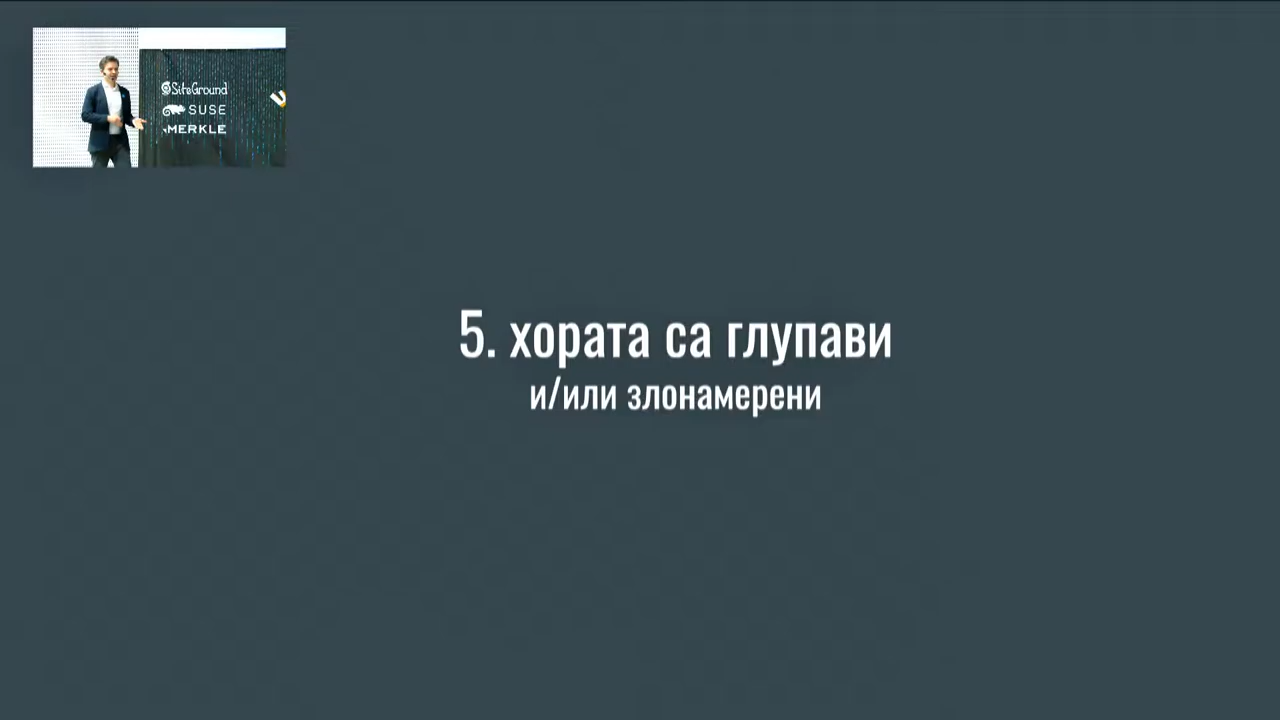 SiteGround
SUSE
MERKLE
5. хората са глупави
и/или злонамерени